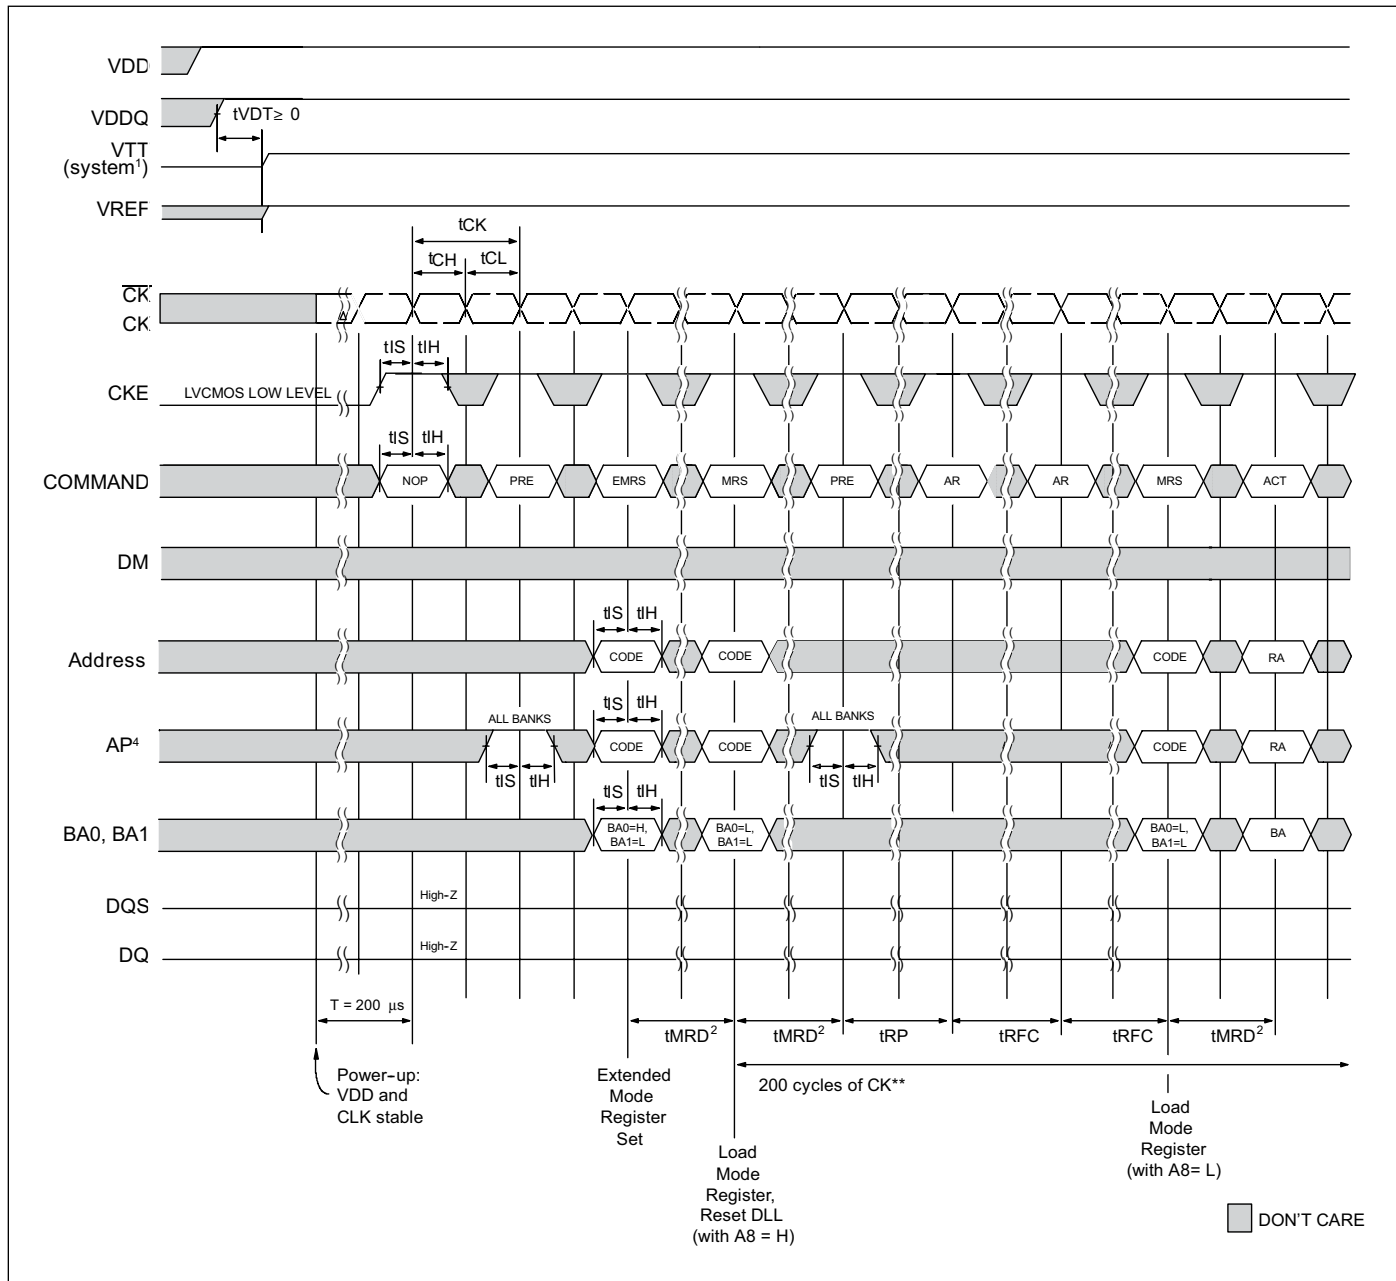 VDD
VDDQ
tVDT≥ 0
VTT
(system¹)
VREF
tCK
tCH
tCL
CK
CK
tIS
tIH
CKE
LVCMOS LOW LEVEL
tIS
tIH
COMMAND
NOP
PRE
EMRS
MRS
PRE
AR
AR
MRS
ACT
DM
tIS
tIH
Address
CODE
CODE
CODE
RA
ALL BANKS
tIS
tIH
ALL BANKS
AP⁴
CODE
CODE
CODE
RA
tIS
tIH
tIS
tIH
tIS
tIH
BA0, BA1
BA0=H,
BA1=L
BA0=L,
BA1=L
BA0=L,
BA1=L
BA
DQS
High-Z
DQ
High-Z
T = 200 µs
tMRD²
tMRD²
tRP
tRFC
tRFC
tMRD²
Power-up:
VDD and
CLK stable
Extended
Mode
Register
Set
200 cycles of CK**
Load
Mode
Register,
Reset DLL
(with A8 = H)
Load
Mode
Register
(with A8= L)
DON'T CARE